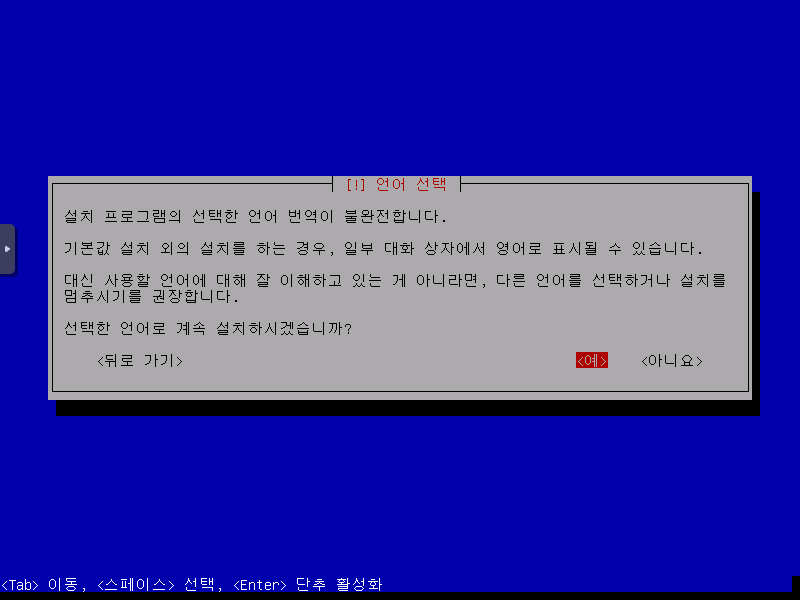 [!] 언어 선택
설치 프로그램의 선택한 언어 번역이 불완전합니다.
기본값 설치 외의 설치를 하는 경우, 일부 대화 상자에서 영어로 표시될 수 있습니다.
대신 사용할 언어에 대해 잘 이해하고 있는 게 아니라면, 다른 언어를 선택하거나 설치를
멈추시기를 권장합니다.
선택한 언어로 계속 설치하시겠습니까?
<뒤로 가기> <예> <아니요>
<Tab> 이동, <스페이스> 선택, <Enter> 단추 활성화